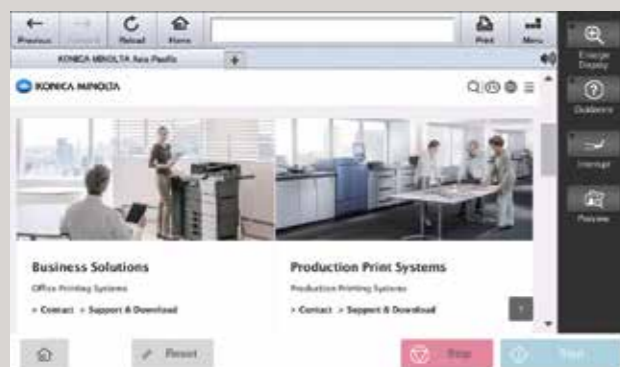 Previous Forward Reload Home Print Menu
KONICA MINOLTA Asia Pacific +
KONICA MINOLTA
Enlarge
Display
Guidance
Interrupt
Preview
Business Solutions
Office Printing Systems
> Contact > Support & Download
Production Print Systems
Production Printing Systems
> Contact > Support & Download
Reset Stop Start